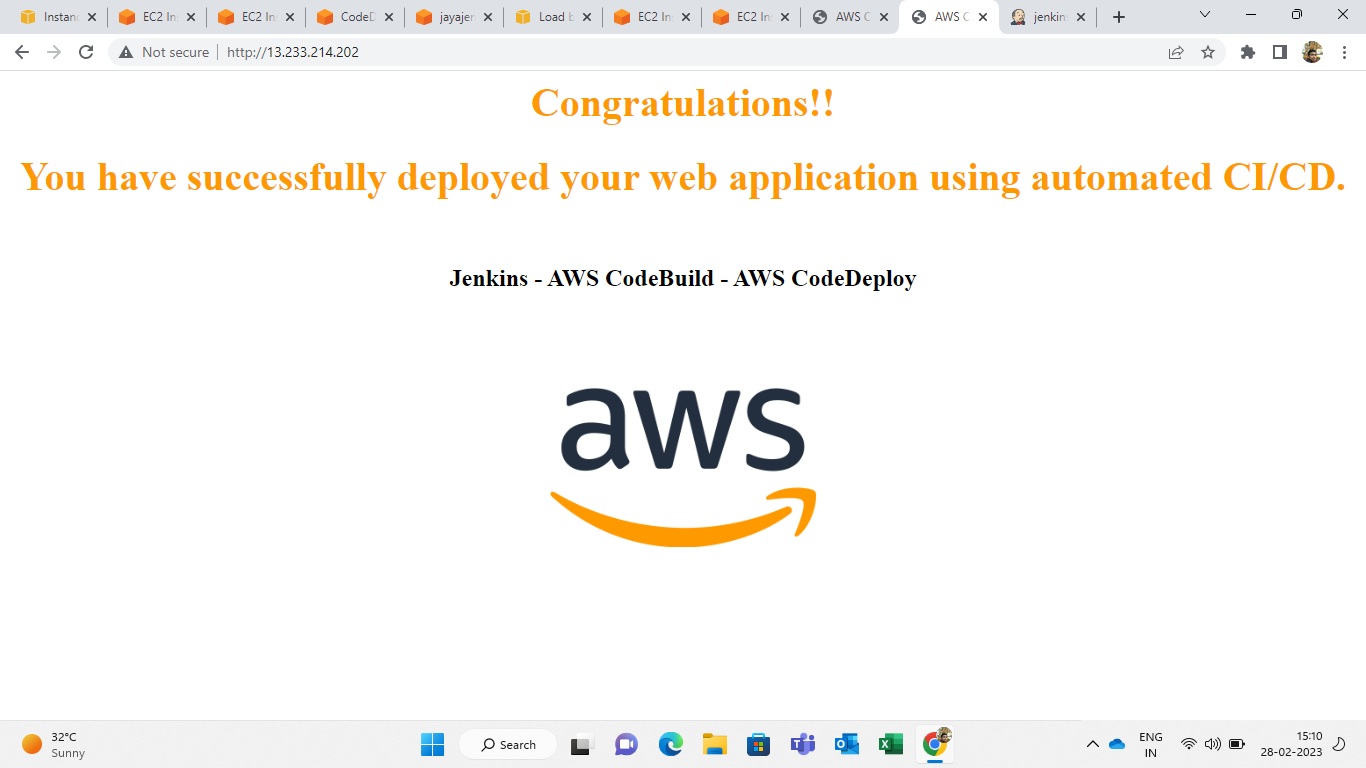 Instanc
EC2 In
EC2 In
CodeD
jayajen
Load b
EC2 In
EC2 In
AWS C
AWS C
jenkins
Not secure
http://13.233.214.202
Congratulations!!
You have successfully deployed your web application using automated CI/CD.
Jenkins - AWS CodeBuild - AWS CodeDeploy
aws
32°C
Sunny
Search
ENG
IN
15:10
28-02-2023